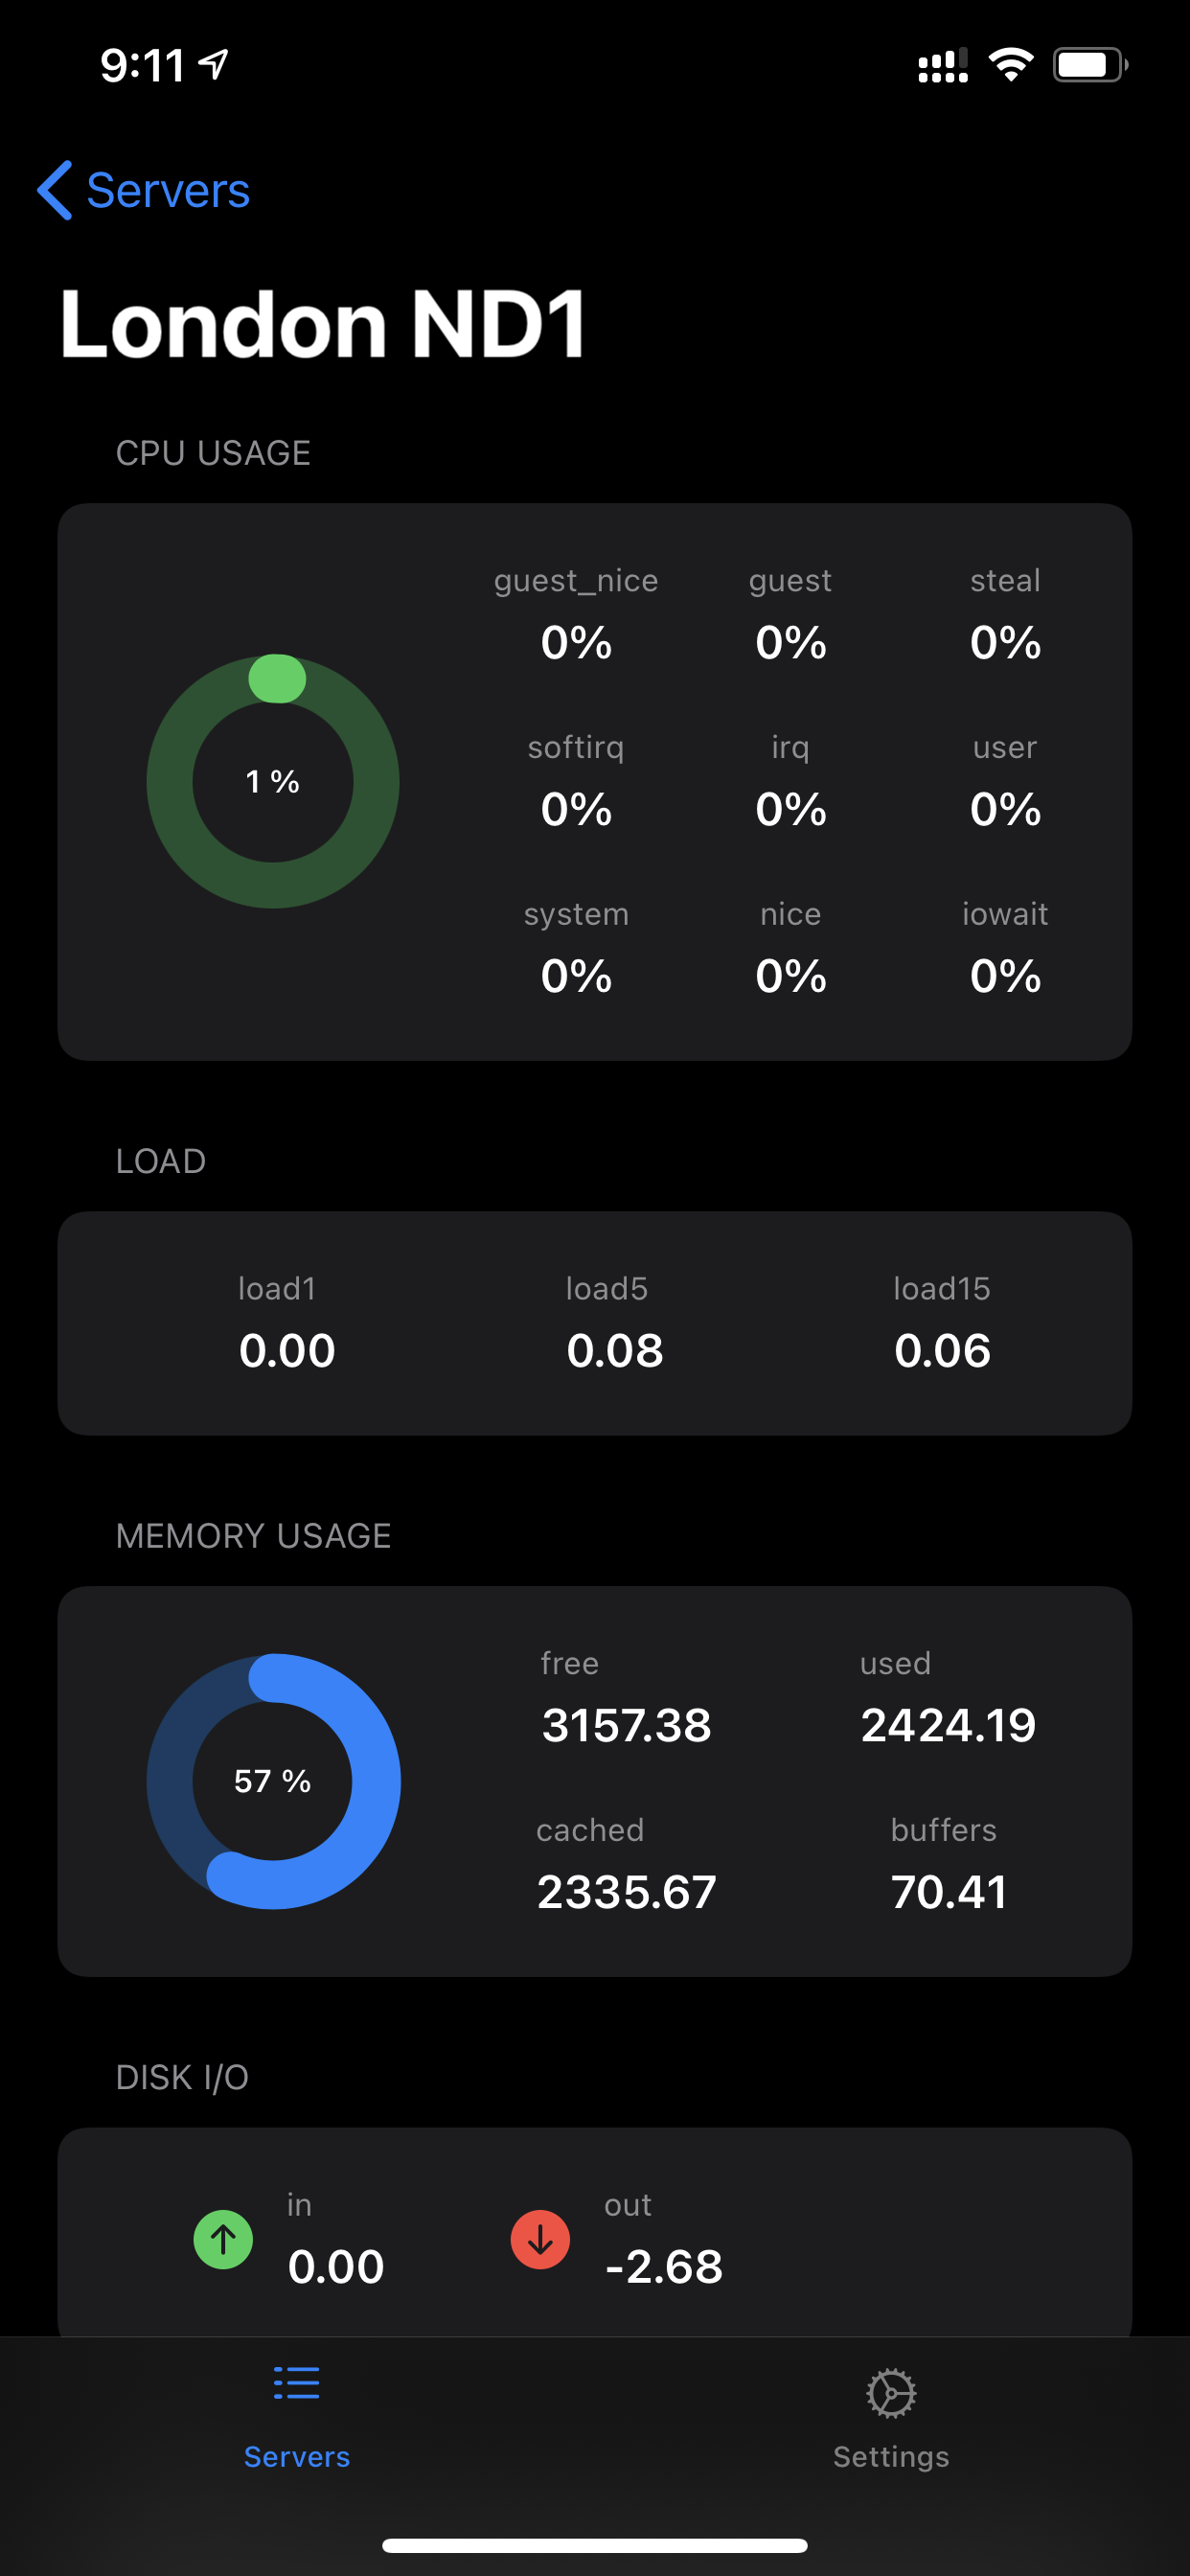 9:11
Servers
London ND1
CPU USAGE
guest_nice guest steal
0% 0% 0%
1 %
softirq irq user
0% 0% 0%
system nice iowait
0% 0% 0%
LOAD
load1 load5 load15
0.00 0.08 0.06
MEMORY USAGE
free used
3157.38 2424.19
57 %
cached buffers
2335.67 70.41
DISK I/O
in out
0.00 -2.68
Servers Settings